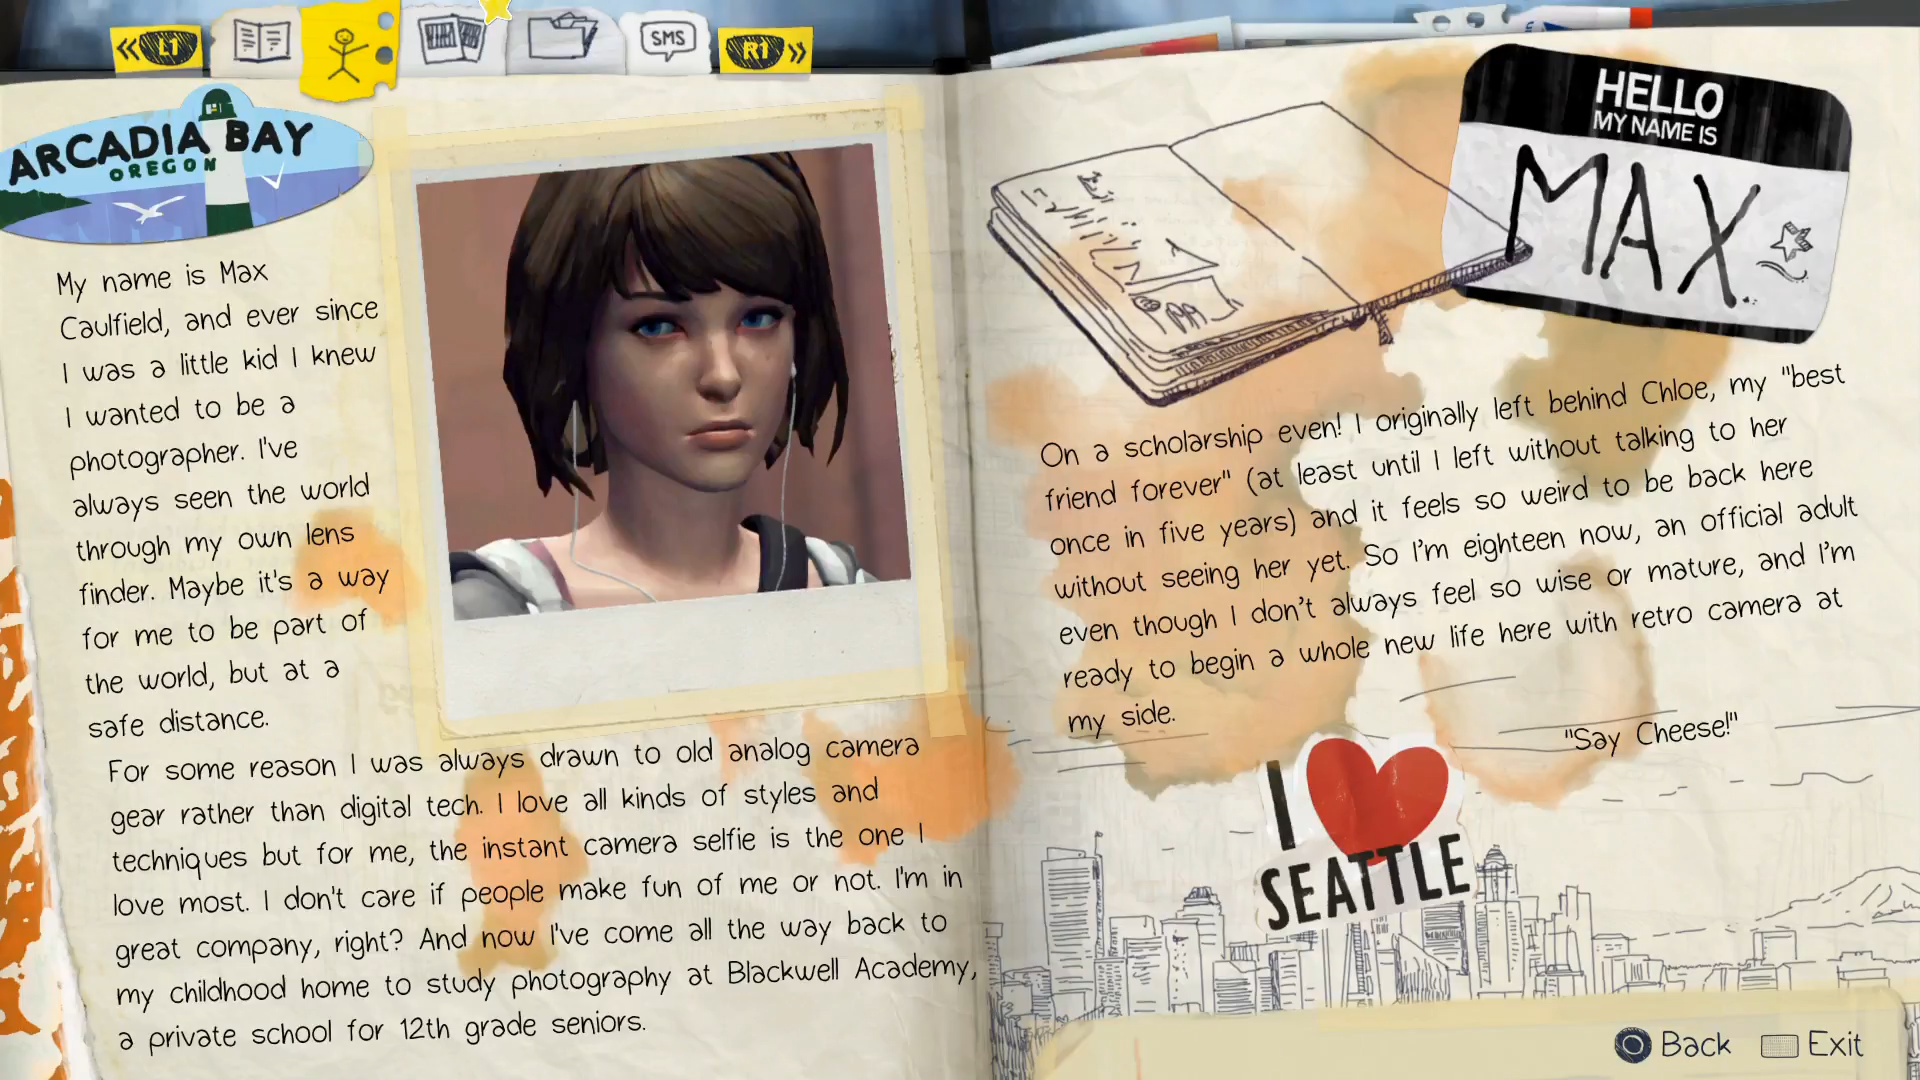 L1
SMS
R1
ARCADIA BAY
OREGON
My name is Max
Caulfield, and ever since
I was a little kid I knew
I wanted to be a
photographer. I've
always seen the world
through my own lens
finder. Maybe it's a way
for me to be part of
the world, but at a
safe distance.
For some reason I was always drawn to old analog camera
gear rather than digital tech. I love all kinds of styles and
techniques but for me, the instant camera selfie is the one I
love most. I don't care if people make fun of me or not. I'm in
great company, right? And now I've come all the way back to
my childhood home to study photography at Blackwell Academy,
a private school for 12th grade seniors.
HELLO
MY NAME IS
MAX.
On a scholarship even! I originally left behind Chloe, my "best
friend forever" (at least until I left without talking to her
once in five years) and it feels so weird to be back here
without seeing her yet. So I'm eighteen now, an official adult
even though I don't always feel so wise or mature, and I'm
ready to begin a whole new life here with retro camera at
my side.
"Say Cheese!"
I
SEATTLE
Back
Exit